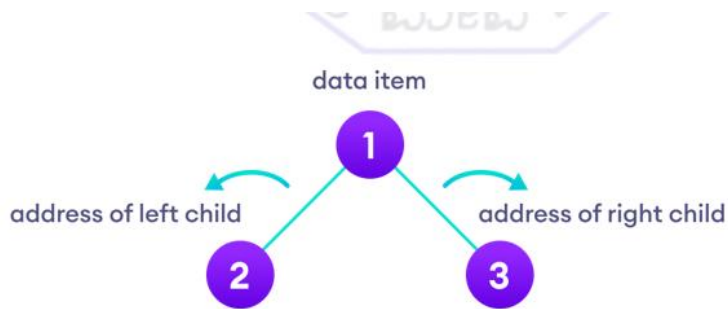 data item
1
address of left child
address of right child
2
3